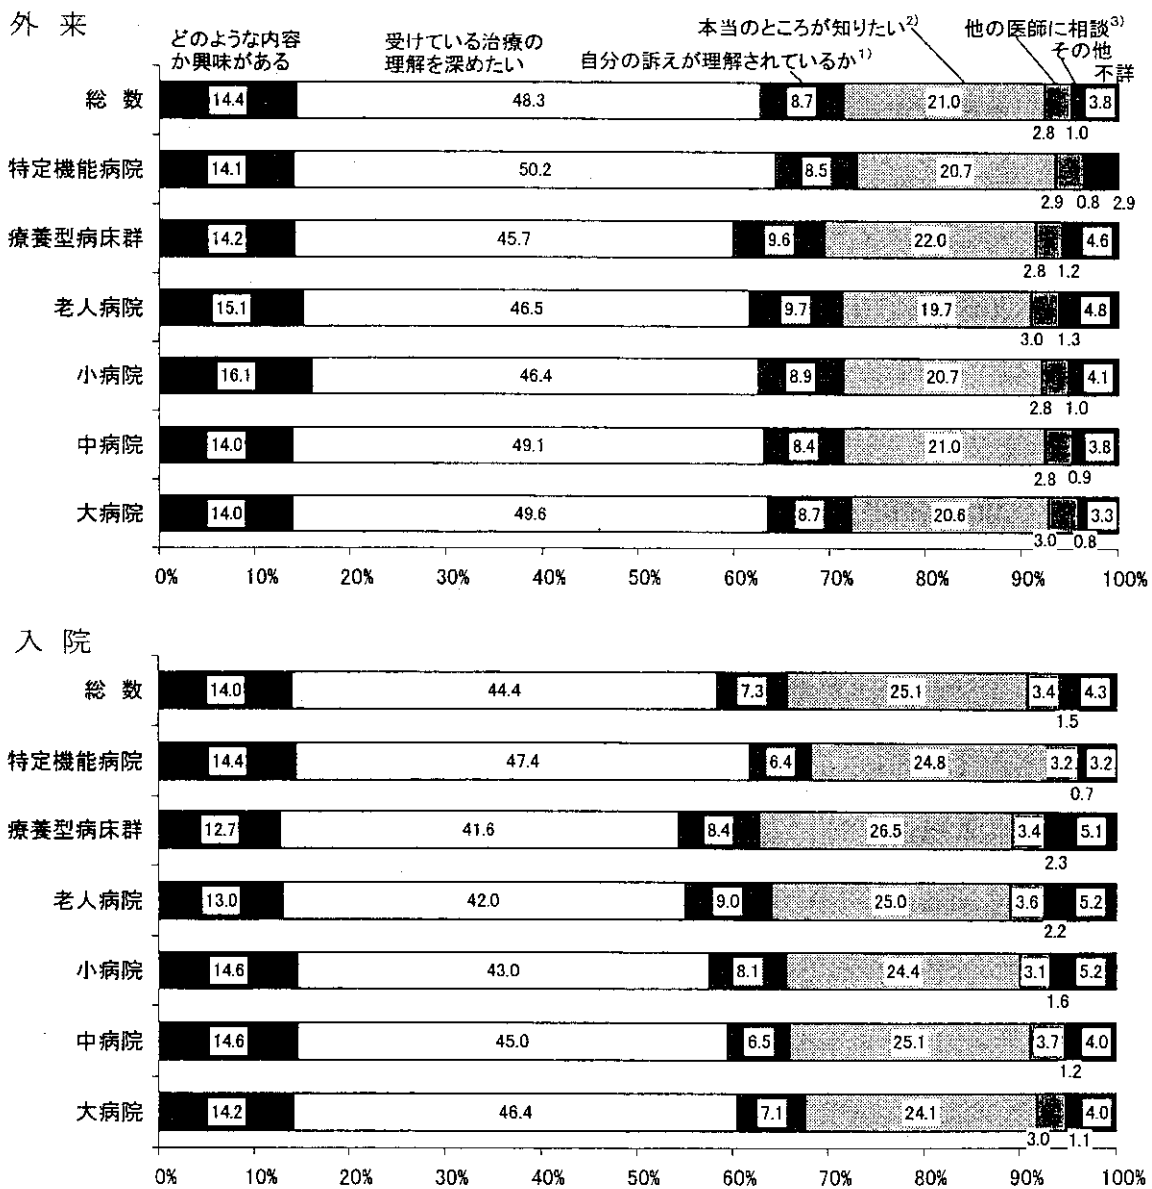 外 来
どのような内容
か興味がある
受けている治療の
理解を深めたい
自分の訴えが理解されているか1)
本当のところが知りたい2)
他の医師に相談3)
その他
不詳
総 数 14.4 48.3 8.7 21.0 2.8 1.0 3.8
特定機能病院 14.1 50.2 8.5 20.7 2.9 0.8 2.9
療養型病床群 14.2 45.7 9.6 22.0 2.8 1.2 4.6
老人病院 15.1 46.5 9.7 19.7 3.0 1.3 4.8
小病院 16.1 46.4 8.9 20.7 2.8 1.0 4.1
中病院 14.0 49.1 8.4 21.0 2.8 0.9 3.8
大病院 14.0 49.6 8.7 20.6 3.0 0.8 3.3
0% 10% 20% 30% 40% 50% 60% 70% 80% 90% 100%
入 院
総 数 14.0 44.4 7.3 25.1 3.4 1.5 4.3
特定機能病院 14.4 47.4 6.4 24.8 3.2 0.7 3.2
療養型病床群 12.7 41.6 8.4 26.5 3.4 2.3 5.1
老人病院 13.0 42.0 9.0 25.0 3.6 2.2 5.2
小病院 14.6 43.0 8.1 24.4 3.1 1.6 5.2
中病院 14.6 45.0 6.5 25.1 3.7 1.2 4.0
大病院 14.2 46.4 7.1 24.1 3.0 1.1 4.0
0% 10% 20% 30% 40% 50% 60% 70% 80% 90% 100%